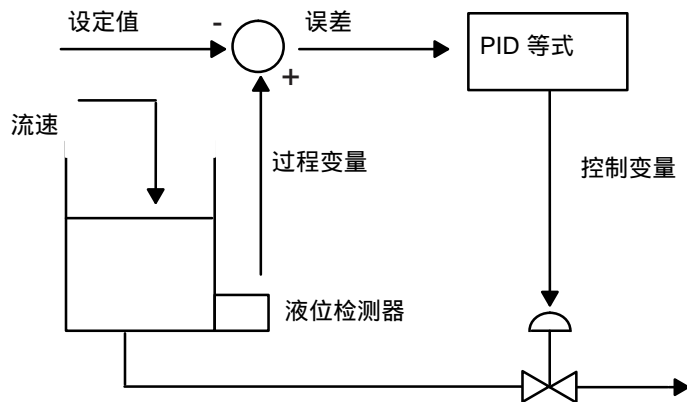 设定值
-
误差
PID 等式
+
流速
过程变量
控制变量
液位检测器